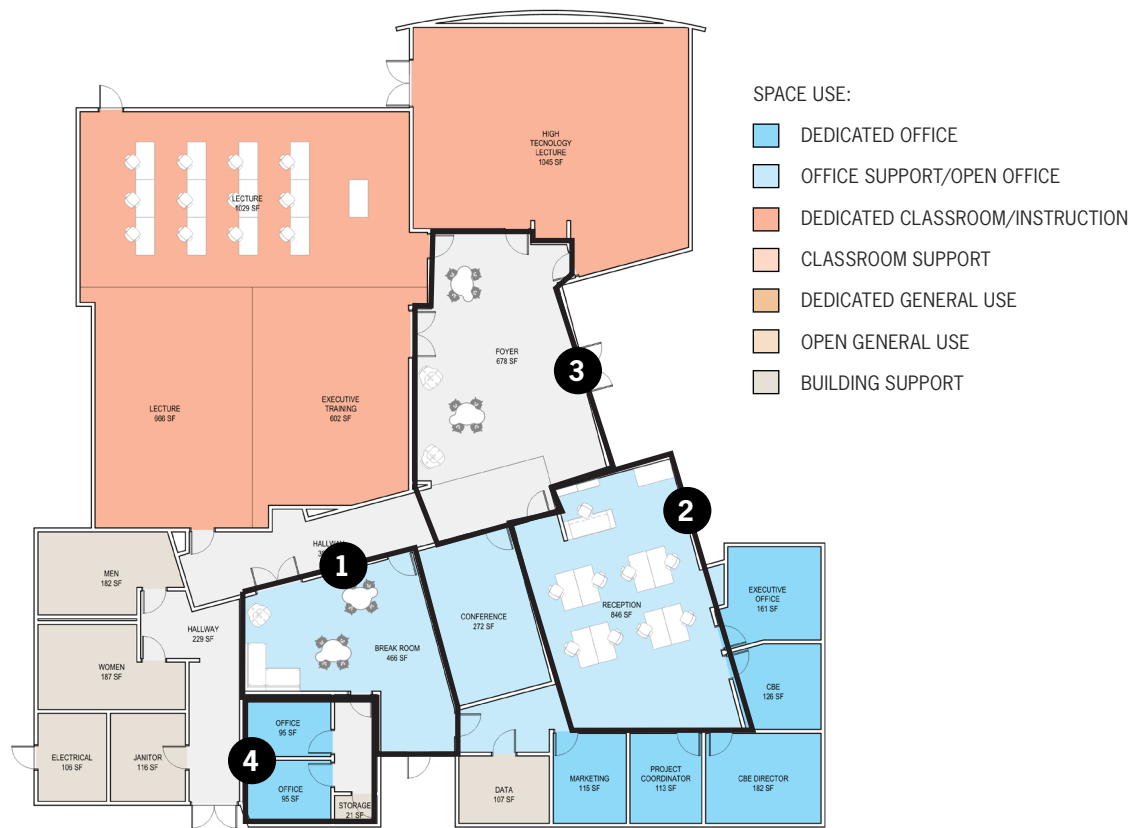 SPACE USE:
DEDICATED OFFICE
OFFICE SUPPORT/OPEN OFFICE
DEDICATED CLASSROOM/INSTRUCTION
CLASSROOM SUPPORT
DEDICATED GENERAL USE
OPEN GENERAL USE
BUILDING SUPPORT
HIGH
TECNOLOGY
LECTURE
1045 SF
LECTURE
1029 SF
FOYER
678 SF
3
LECTURE
666 SF
EXECUTIVE
TRAINING
602 SF
2
HALLWAY
1
MEN
182 SF
HALLWAY
229 SF
WOMEN
187 SF
BREAK ROOM
466 SF
CONFERENCE
272 SF
RECEPTION
846 SF
EXECUTIVE
OFFICE
161 SF
CBE
126 SF
ELECTRICAL
106 SF
JANITOR
116 SF
4
OFFICE
95 SF
OFFICE
95 SF
STORAGE
21 SF
DATA
107 SF
MARKETING
115 SF
PROJECT
COORDINATOR
113 SF
CBE DIRECTOR
182 SF